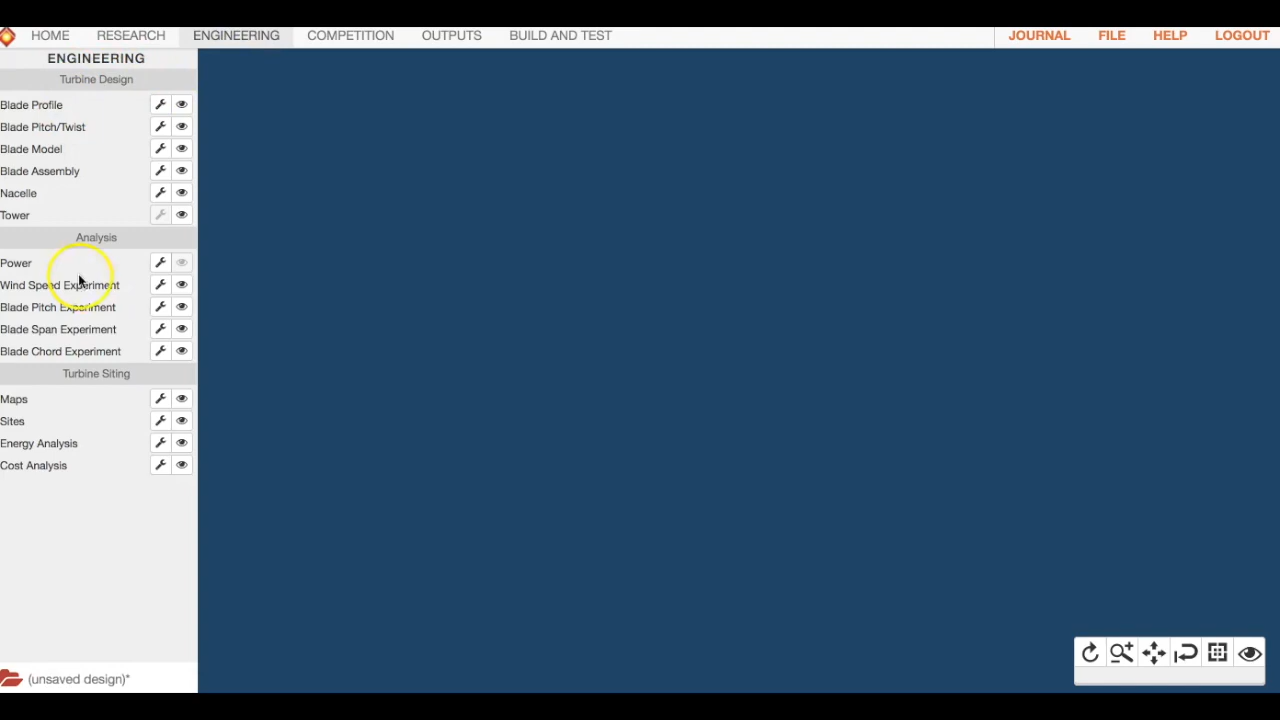 HOME RESEARCH ENGINEERING COMPETITION OUTPUTS BUILD AND TEST JOURNAL FILE HELP LOGOUT
ENGINEERING
Turbine Design
Blade Profile
Blade Pitch/Twist
Blade Model
Blade Assembly
Nacelle
Tower
Analysis
Power
Wind Speed Experiment
Blade Pitch Experiment
Blade Span Experiment
Blade Chord Experiment
Turbine Siting
Maps
Sites
Energy Analysis
Cost Analysis
(unsaved design)*